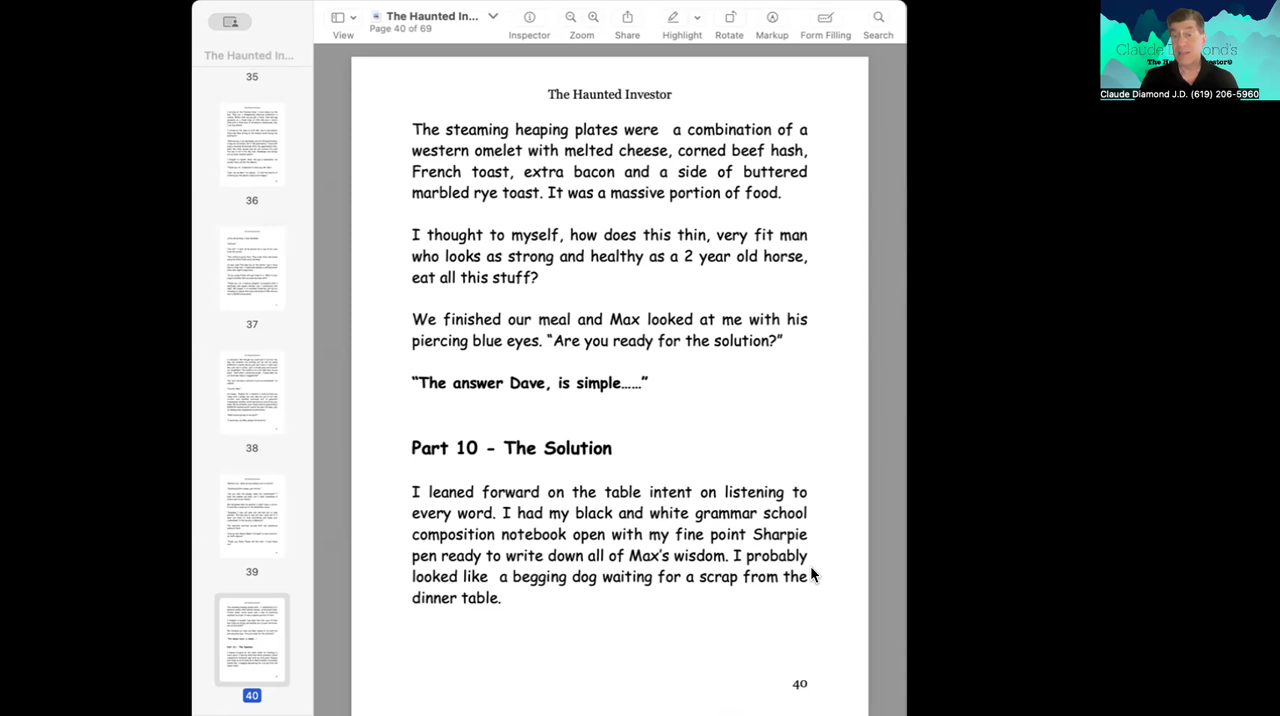 The Haunted In...
Page 40 of 69
View
Inspector
Zoom
Share
Highlight
Rotate
Markup
Form Filling
Search
The Haunted In...
35
36
37
38
39
40
The Haunted Investor
The steaming heaping plates were a combination of a
western omelet with melted cheese, corned beef hash,
French toast, extra bacon and a side of buttered
marbled rye toast. It was a massive portion of food.
I thought to myself, how does this thin, very fit man
who looks as strong and healthy as a 2 year old horse,
eat all this stuff?
We finished our meal and Max looked at me with his
piercing blue eyes. “Are you ready for the solution?”
“The answer Dave, is simple……”
Part 10 - The Solution
I leaned forward on the table intent on listening to
every word. I had my black and white grammar school
composition notebook open with my fine point Sharpie
pen ready to write down all of Max’s wisdom. I probably
looked like a begging dog waiting for a scrap from the
dinner table.
40
Claude Diamond's
Claude Diamond J.D. (619) 206-5960